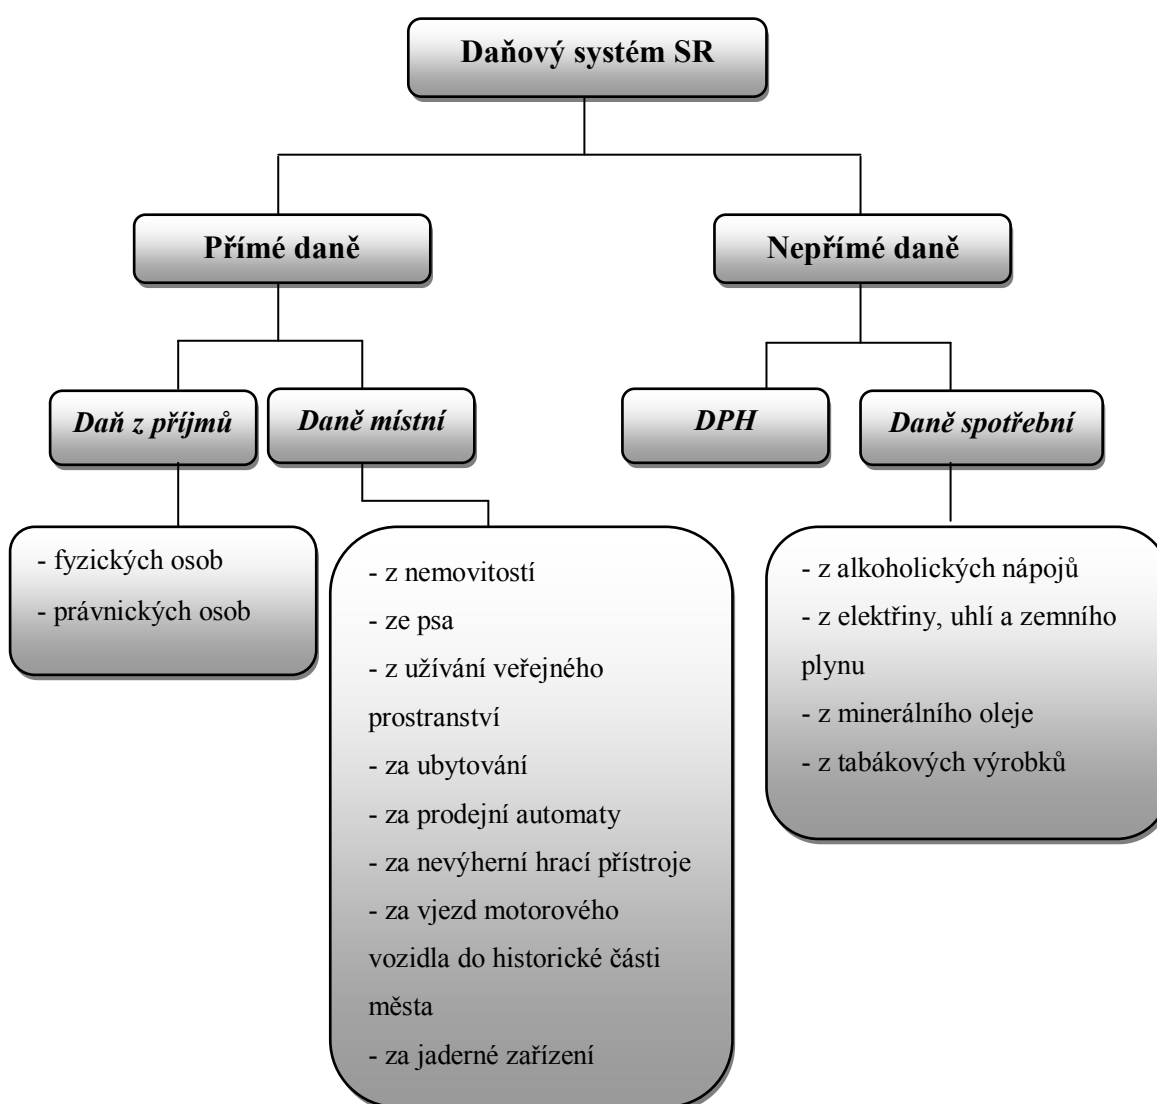 Daňový systém SR
Přímé daně
Nepřímé daně
Daň z příjmů
Daně místní
DPH
Daně spotřební
- fyzických osob
- právnických osob
- z nemovitostí
- ze psa
- z užívání veřejného
prostranství
- za ubytování
- za prodejní automaty
- za nevýherní hrací přístroje
- za vjezd motorového
vozidla do historické části
města
- za jaderné zařízení
- z alkoholických nápojů
- z elektřiny, uhlí a zemního
plynu
- z minerálního oleje
- z tabákových výrobků